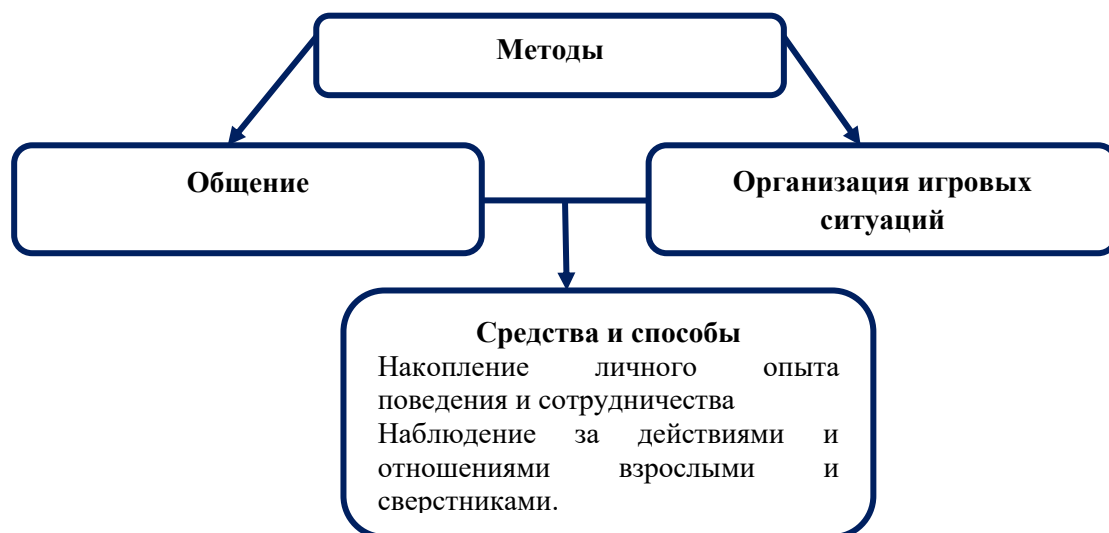 Методы
Общение
Организация игровых
ситуаций
Средства и способы
Накопление личного опыта
поведения и сотрудничества
Наблюдение за действиями и
отношениями взрослыми и
сверстниками.